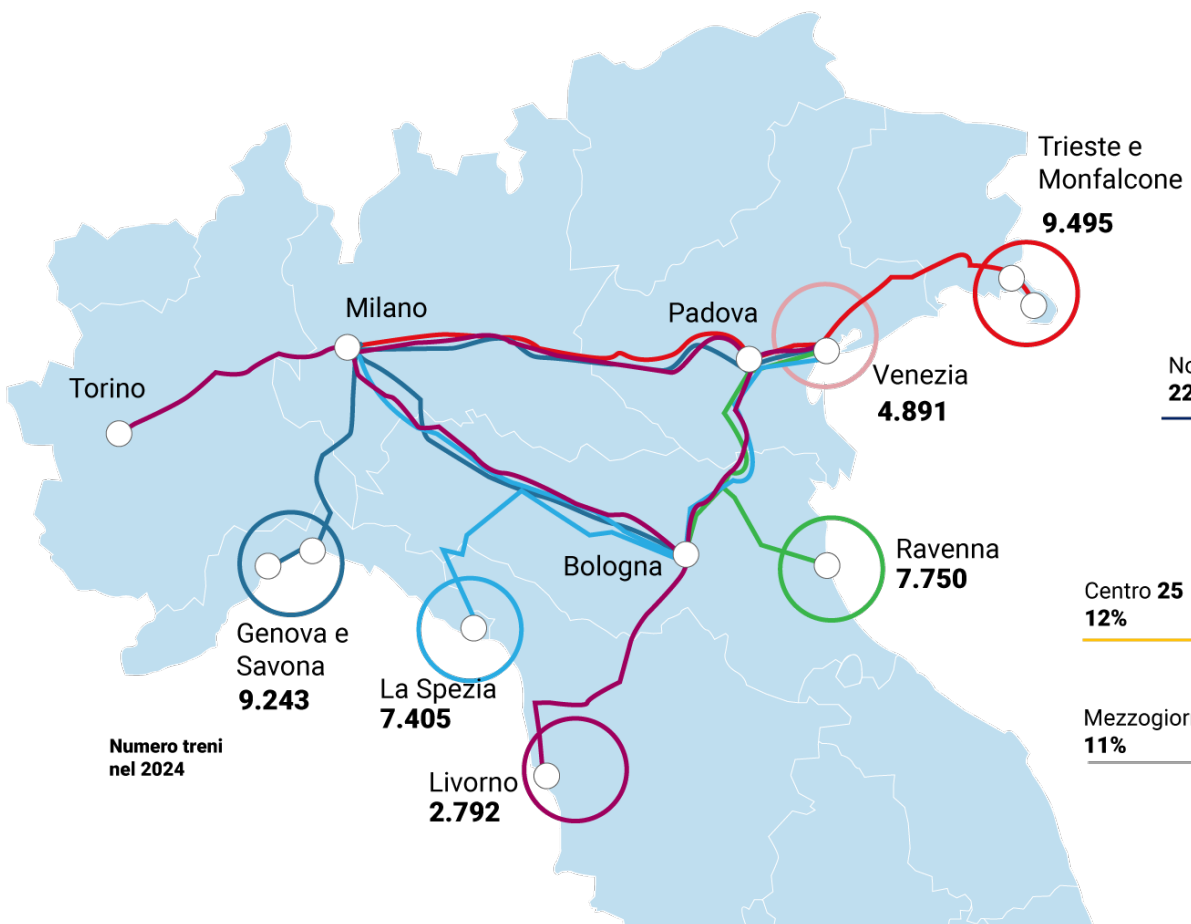 Trieste e
Monfalcone
9.495
Milano
Padova
Torino
Venezia
4.891
22
Bologna
Ravenna
7.750
Centro 25
12%
Genova e
Savona
9.243
La Spezia
7.405
Numero treni
nel 2024
11%
Livorno
2.792